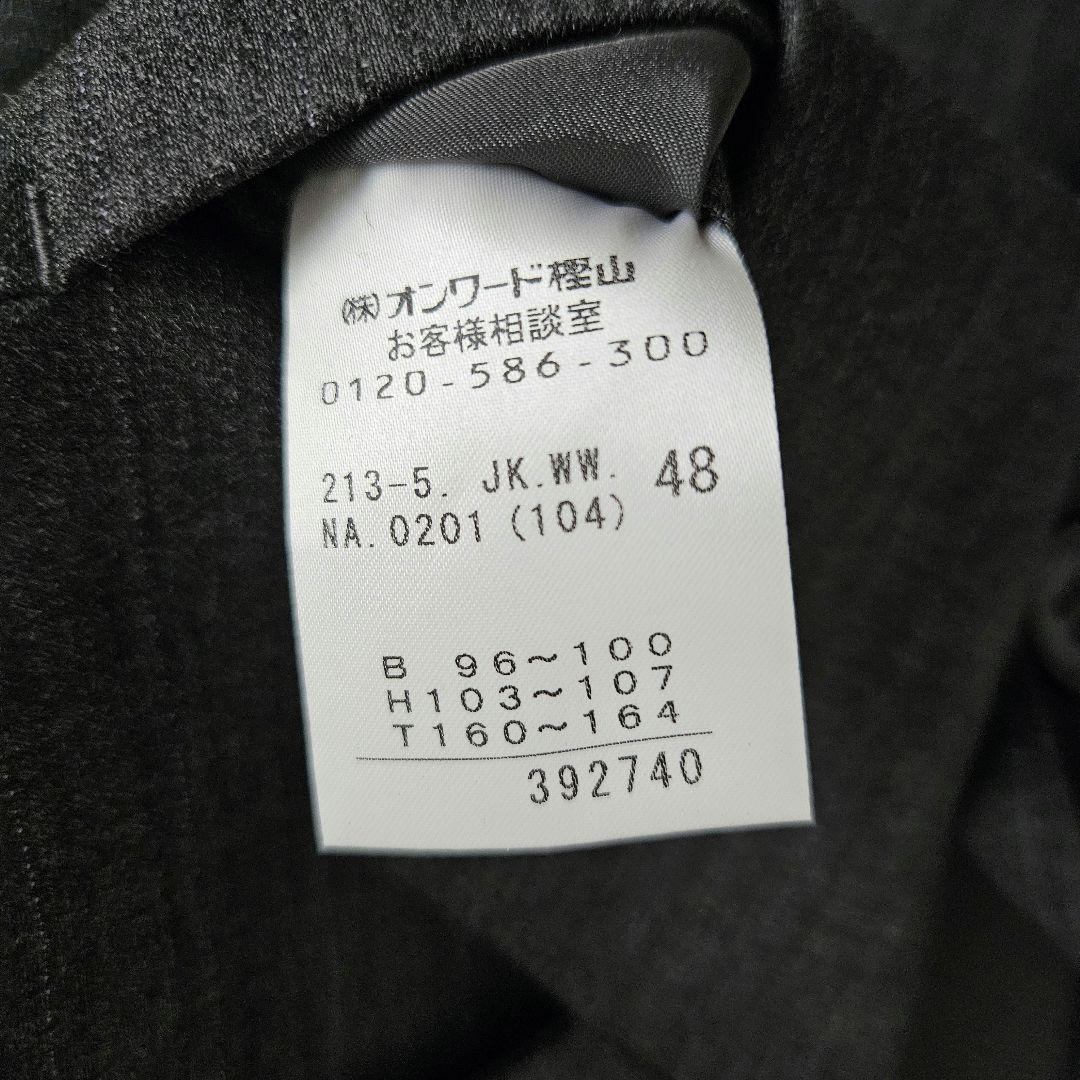 ㈱オンワード樫山
お客様相談室
0120-586-300
213-5. JK.WW. 48
NA.0201 (104)
B 96〜100
H103〜107
T160〜164
392740